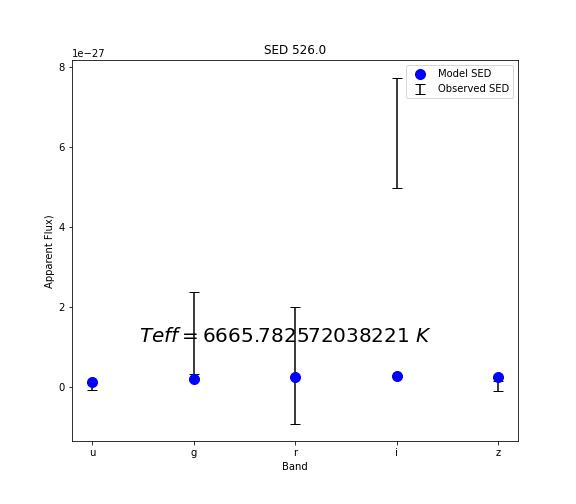 SED 526.0
1e−27
8
6
4
2
0
Apparent Flux)
Model SED
Observed SED
Teff = 6665.782572038221 K
u g r i z
Band